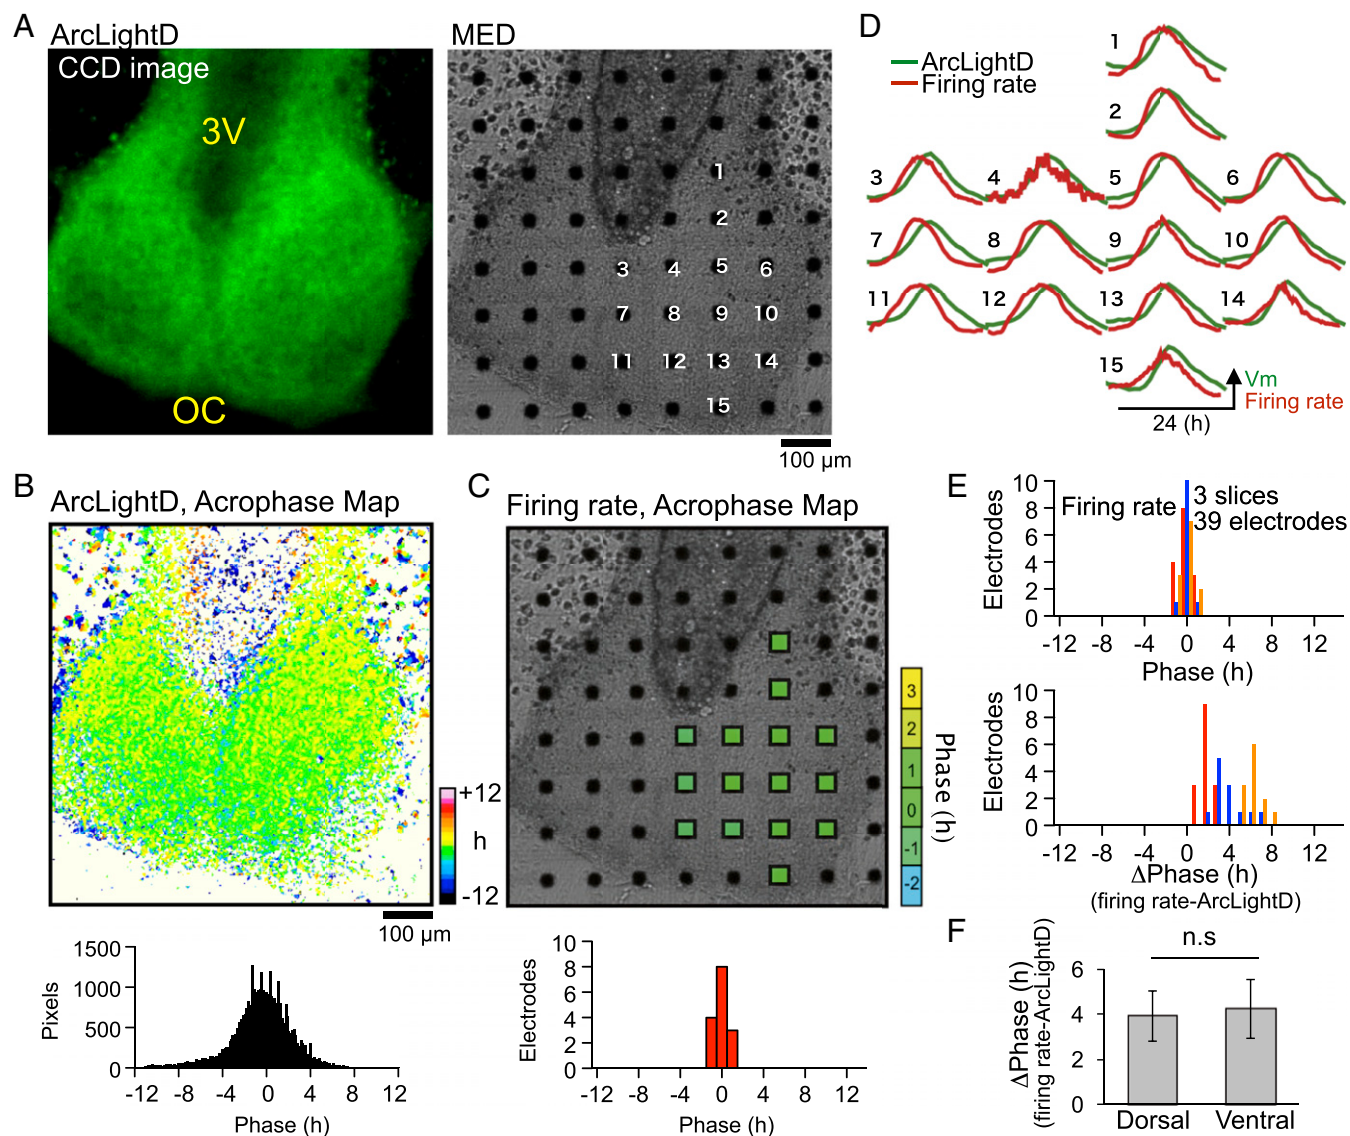 A
ArcLightD
CCD image
3V
OC
MED
1
2
3 4 5 6
7 8 9 10
11 12 13 14
15
100 µm
D
ArcLightD
Firing rate
1
2
3 4 5 6
7 8 9 10
11 12 13 14
15
Vm
Firing rate
24 (h)
B
ArcLightD, Acrophase Map
+12
h
-12
100 µm
1500
1000
500
0
Pixels
-12 -8 -4 0 4 8 12
Phase (h)
C
Firing rate, Acrophase Map
3
2
1
0
-1
-2
Phase (h)
10
8
6
4
2
0
Electrodes
-12 -8 -4 0 4 8 12
Phase (h)
E
Firing rate
3 slices
39 electrodes
10
8
6
4
2
0
Electrodes
-12 -8 -4 0 4 8 12
Phase (h)
10
8
6
4
2
0
Electrodes
-12 -8 -4 0 4 8 12
ΔPhase (h)
(firing rate-ArcLightD)
F
n.s
6
4
2
0
ΔPhase (h)
(firing rate-ArcLightD)
Dorsal Ventral